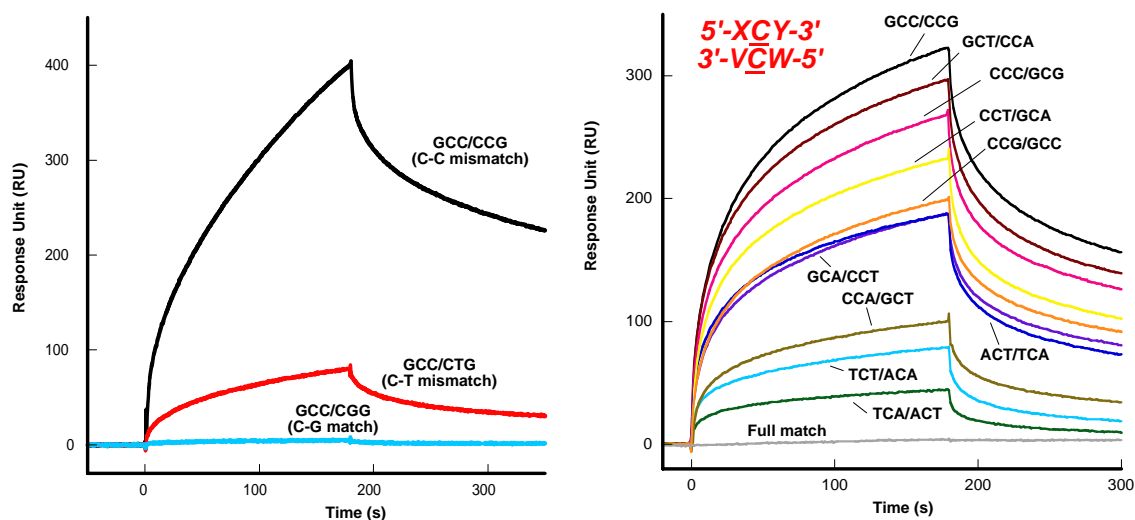 Response Unit (RU)
400
300
200
100
0
0
100
200
300
Time (s)
GCC/CCG
(C-C mismatch)
GCC/CTG
(C-T mismatch)
GCC/CGG
(C-G match)
Response Unit (RU)
300
200
100
0
0
100
200
300
Time (s)
5'-XCY-3'
3'-VCW-5'
GCC/CCG
GCT/CCA
CCC/GCG
CCT/GCA
CCG/GCC
GCA/CCT
CCA/GCT
ACT/TCA
TCT/ACA
TCA/ACT
Full match